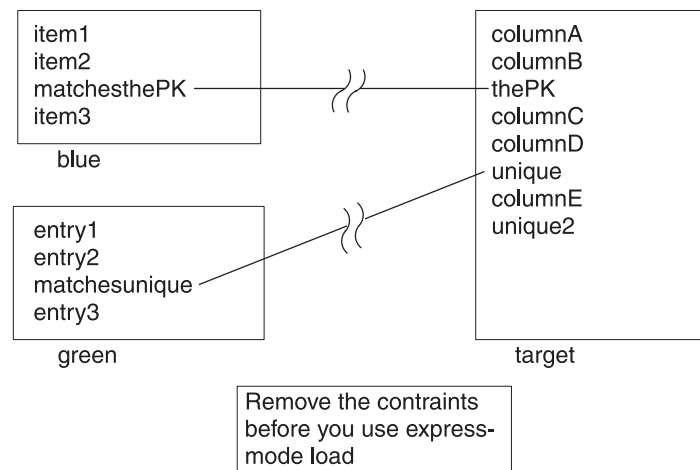 item1
item2
matchesthePK
item3
blue
entry1
entry2
matchesunique
entry3
green
columnA
columnB
thePK
columnC
columnD
unique
columnE
unique2
target
Remove the contraints
before you use express-
mode load